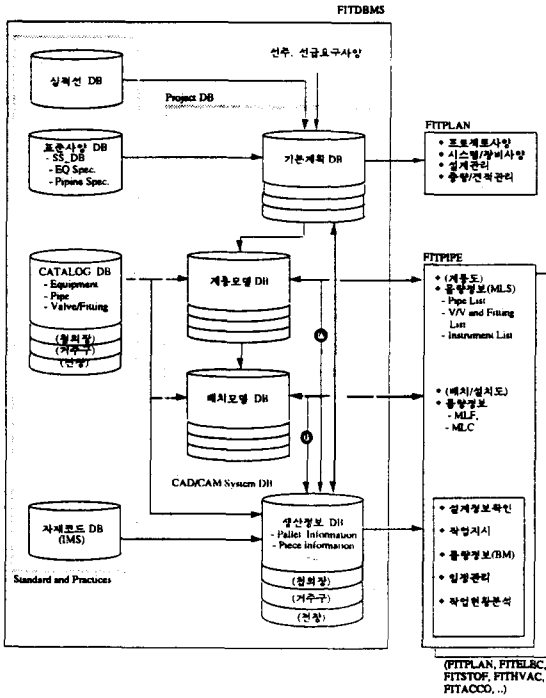 FITDBMS
선주, 선급요구사양
실적선 DB
Project DB
표준사양 DB
- SS_DB
- EQ Spec.
- Pipine Spec.
기본계획 DB
FITPLAN
• 프로젝트사양
• 시스템/장비사양
• 설계관리
• 중량/견적관리
CATALOG DB
- Equipment
- Pipe
- Valve/Fitting
(철의장)
(거주구)
(전장)
계통모델 DB
FITPIPE
• (계통도)
• 물량정보(MLS)
- Pipe List
- V/V and Fitting
List
- Instrument List
배치모델 DB
• (배치/설치도)
• 물량정보
- MLF,
- MLC
CAD/CAM System DB
자재코드 DB
(IMS)
생산정보 DB
- Pallet Information
- Piece information
...
(철의장)
(거주구)
(전장)
• 설계정보확인
• 작업지시
• 물량정보(BM)
• 일정관리
• 작업현황분석
Standard and Practices
(FITPLAN, FITELEC,
FITSTOF, FITHVAC,
FITACCO, ..)